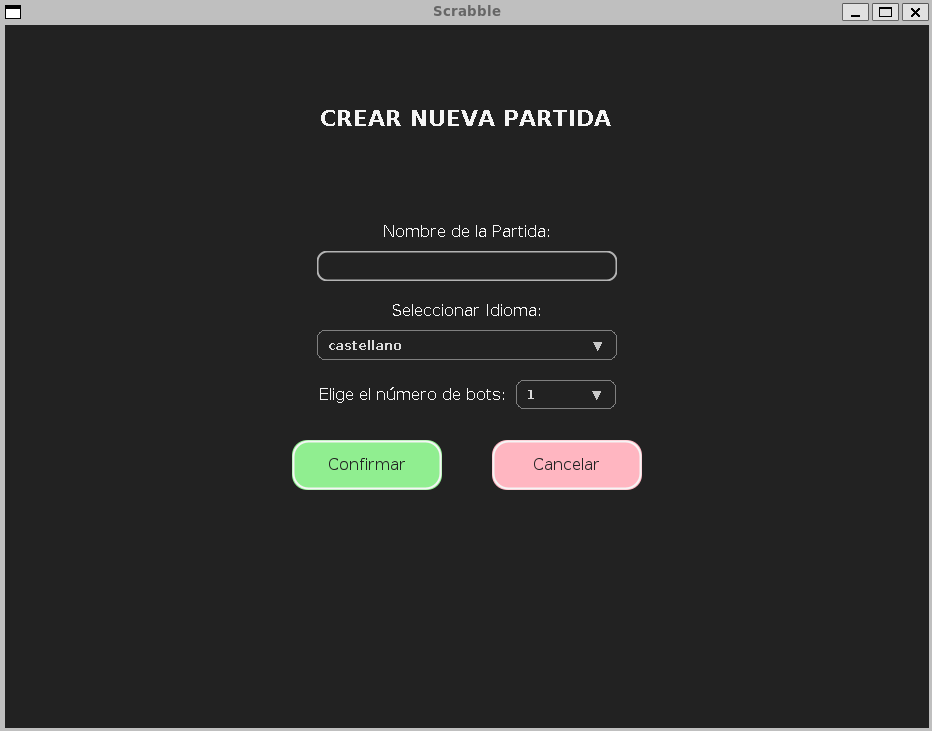 Scrabble
CREAR NUEVA PARTIDA
Nombre de la Partida:
Seleccionar Idioma:
castellano
Elige el número de bots: 1
Confirmar Cancelar